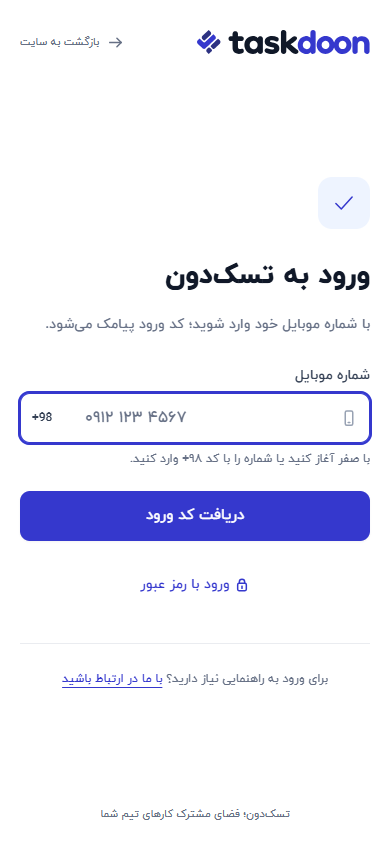 taskdoon
بازگشت به سایت
ورود به تسک‌دون
با شماره موبایل خود وارد شوید؛ کد ورود پیامک می‌شود.
شماره موبایل
+98 ۰۹۱۲ ۱۲۳ ۴۵۶۷
با صفر آغاز کنید یا شماره را با کد ۹۸+ وارد کنید.
دریافت کد ورود
ورود با رمز عبور
برای ورود به راهنمایی نیاز دارید؟ با ما در ارتباط باشید
تسک‌دون؛ فضای مشترک کارهای تیم شما